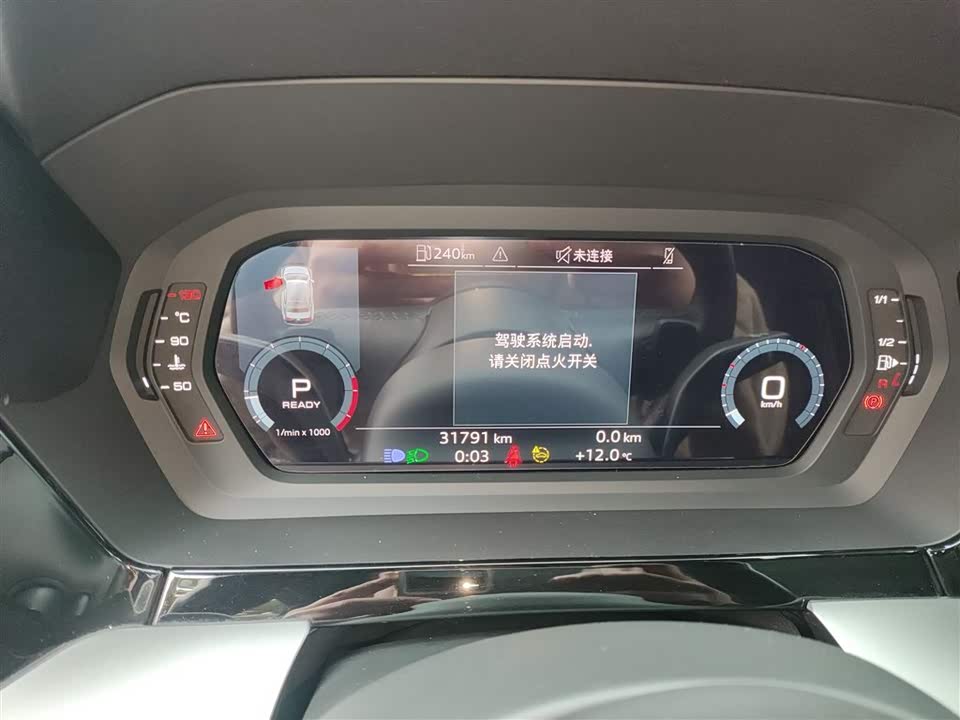 240 km
未连接
130
°C
90
50
驾驶系统启动.
请关闭点火开关
P
READY
1/min x 1000
0
km/h
1/1
1/2
31791 km
0.0 km
0:03
+12.0 °C